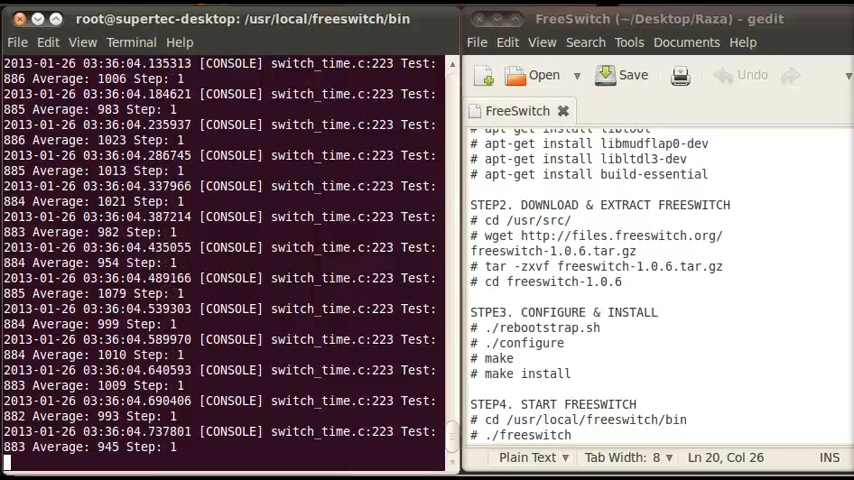 root@supertec-desktop: /usr/local/freeswitch/bin
File Edit View Terminal Help
2013-01-26 03:36:04.135313 [CONSOLE] switch_time.c:223 Test:
886 Average: 1006 Step: 1
2013-01-26 03:36:04.184621 [CONSOLE] switch_time.c:223 Test:
885 Average: 983 Step: 1
2013-01-26 03:36:04.235937 [CONSOLE] switch_time.c:223 Test:
886 Average: 1023 Step: 1
2013-01-26 03:36:04.286745 [CONSOLE] switch_time.c:223 Test:
885 Average: 1013 Step: 1
2013-01-26 03:36:04.337966 [CONSOLE] switch_time.c:223 Test:
884 Average: 1021 Step: 1
2013-01-26 03:36:04.387214 [CONSOLE] switch_time.c:223 Test:
883 Average: 982 Step: 1
2013-01-26 03:36:04.435055 [CONSOLE] switch_time.c:223 Test:
884 Average: 954 Step: 1
2013-01-26 03:36:04.489166 [CONSOLE] switch_time.c:223 Test:
885 Average: 1079 Step: 1
2013-01-26 03:36:04.539303 [CONSOLE] switch_time.c:223 Test:
884 Average: 999 Step: 1
2013-01-26 03:36:04.589970 [CONSOLE] switch_time.c:223 Test:
884 Average: 1010 Step: 1
2013-01-26 03:36:04.640593 [CONSOLE] switch_time.c:223 Test:
883 Average: 1009 Step: 1
2013-01-26 03:36:04.690406 [CONSOLE] switch_time.c:223 Test:
882 Average: 993 Step: 1
2013-01-26 03:36:04.737801 [CONSOLE] switch_time.c:223 Test:
883 Average: 945 Step: 1
FreeSwitch (~/Desktop/Raza) - gedit
File Edit View Search Tools Documents Help
Open Save Undo
FreeSwitch
# apt-get install libtool
# apt-get install libmudflap0-dev
# apt-get install libltdl3-dev
# apt-get install build-essential
STEP2. DOWNLOAD & EXTRACT FREESWITCH
# cd /usr/src/
# wget http://files.freeswitch.org/
freeswitch-1.0.6.tar.gz
# tar -zxvf freeswitch-1.0.6.tar.gz
# cd freeswitch-1.0.6
STPE3. CONFIGURE & INSTALL
# ./rebootstrap.sh
# ./configure
# make
# make install
STEP4. START FREESWITCH
# cd /usr/local/freeswitch/bin
# ./freeswitch
Plain Text Tab Width: 8 Ln 20, Col 26 INS